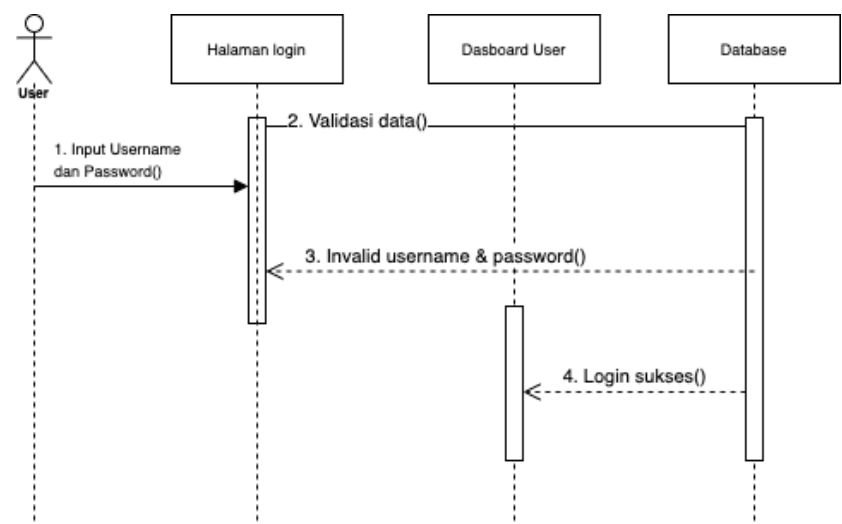 Halaman login
Dasboard User
Database
User
2. Validasi data()
1. Input Username
dan Password()
3. Invalid username & password()
4. Login sukses()